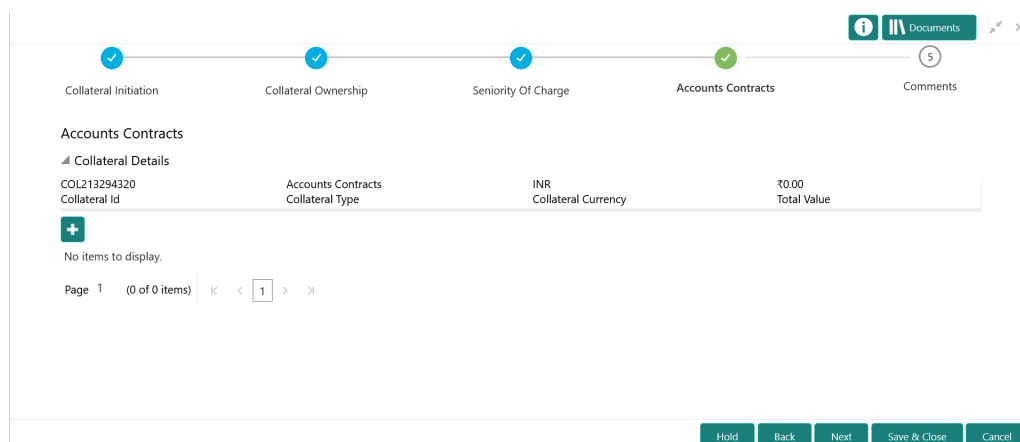 Documents
5
Collateral Initiation Collateral Ownership Seniority Of Charge Accounts Contracts Comments
Accounts Contracts
Collateral Details
COL213294320 Accounts Contracts INR ₹0.00
Collateral Id Collateral Type Collateral Currency Total Value
No items to display.
Page 1 (0 of 0 items) 1
Hold Back Next Save & Close Cancel